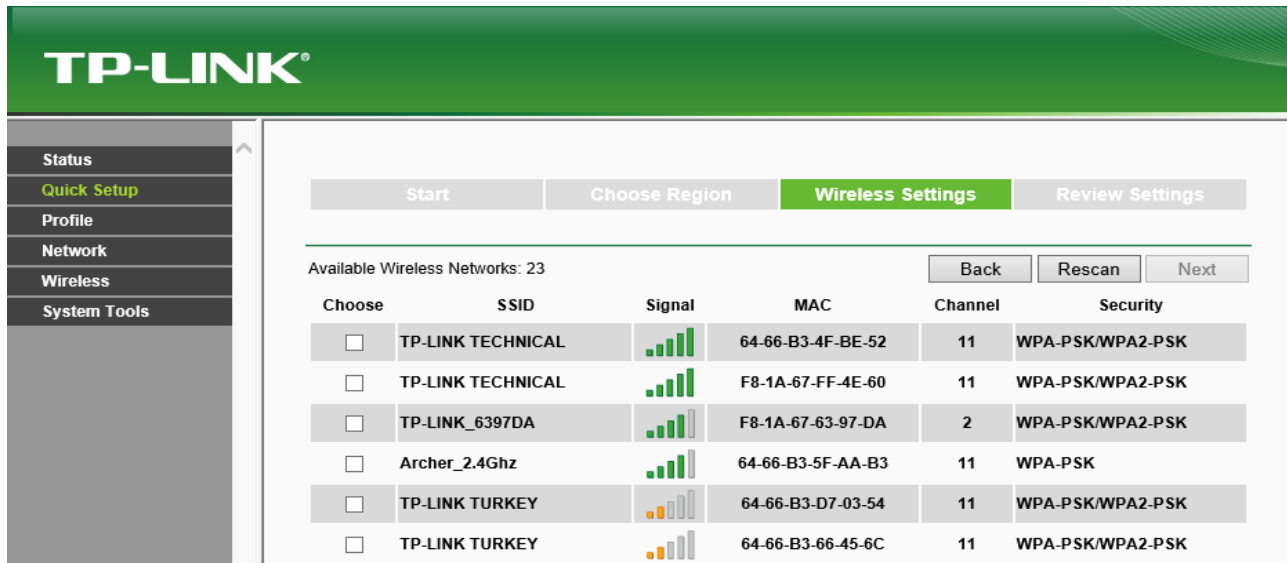 TP-LINK®
Status
Quick Setup
Profile
Network
Wireless
System Tools
Start Choose Region Wireless Settings Review Settings
Available Wireless Networks: 23 Back Rescan Next
Choose SSID Signal MAC Channel Security
TP-LINK TECHNICAL 64-66-B3-4F-BE-52 11 WPA-PSK/WPA2-PSK
TP-LINK TECHNICAL F8-1A-67-FF-4E-60 11 WPA-PSK/WPA2-PSK
TP-LINK_6397DA F8-1A-67-63-97-DA 2 WPA-PSK/WPA2-PSK
Archer_2.4Ghz 64-66-B3-5F-AA-B3 11 WPA-PSK
TP-LINK TURKEY 64-66-B3-D7-03-54 11 WPA-PSK/WPA2-PSK
TP-LINK TURKEY 64-66-B3-66-45-6C 11 WPA-PSK/WPA2-PSK